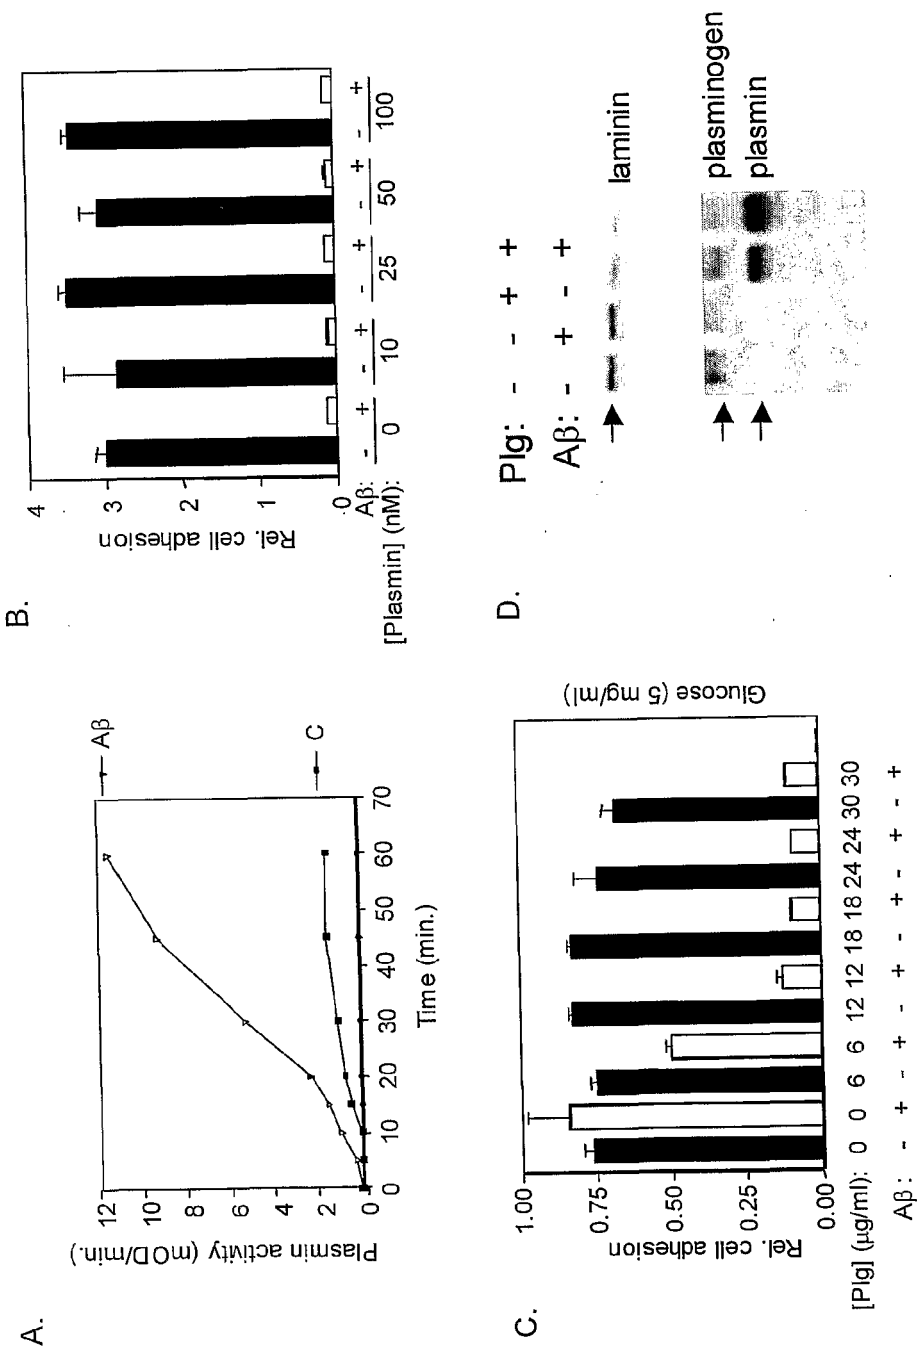 A.
Plasmin activity (mOD/min.)
12
10
8
6
4
2
0
0 10 20 30 40 50 60 70
Time (min.)
Aβ
C
B.
Rel. cell adhesion
4
3
2
1
0
Aβ: - + - + - + - + - +
[Plasmin] (nM): 0 10 25 50 100
C.
Rel. cell adhesion
1.00
0.75
0.50
0.25
0.00
[Plg] (μg/ml): 0 0 6 6 12 12 18 18 24 24 30 30
Aβ: - + - + - + - + - + - +
Glucose (5 mg/ml)
D.
Plg: - - + +
Aβ: - + - +
laminin
plasminogen
plasmin